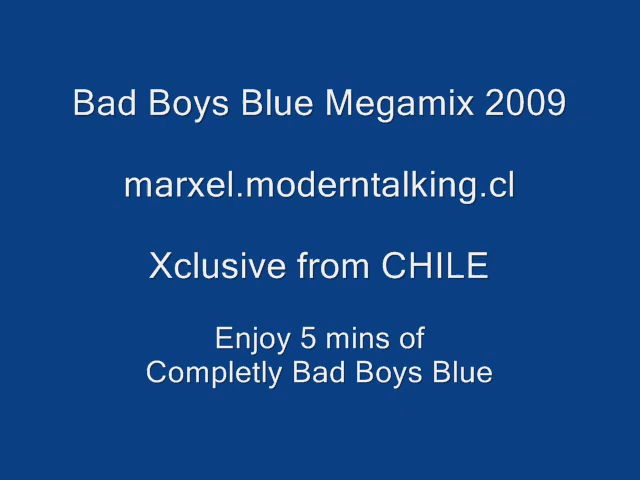 Bad Boys Blue Megamix 2009
marxel.moderntalking.cl
Xclusive from CHILE
Enjoy 5 mins of
Completly Bad Boys Blue